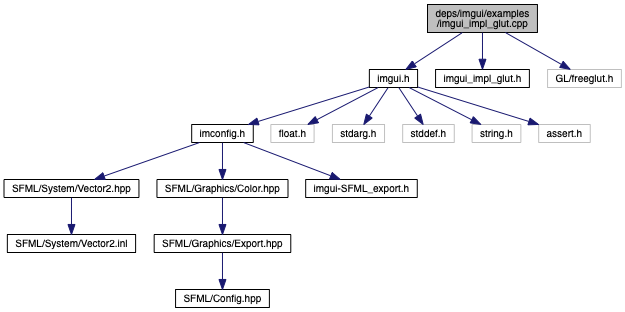 deps/imgui/examples
/imgui_impl_glut.cpp
imgui.h
imgui_impl_glut.h
GL/freeglut.h
imconfig.h
float.h
stdarg.h
stddef.h
string.h
assert.h
SFML/System/Vector2.hpp
SFML/Graphics/Color.hpp
imgui-SFML_export.h
SFML/System/Vector2.inl
SFML/Graphics/Export.hpp
SFML/Config.hpp